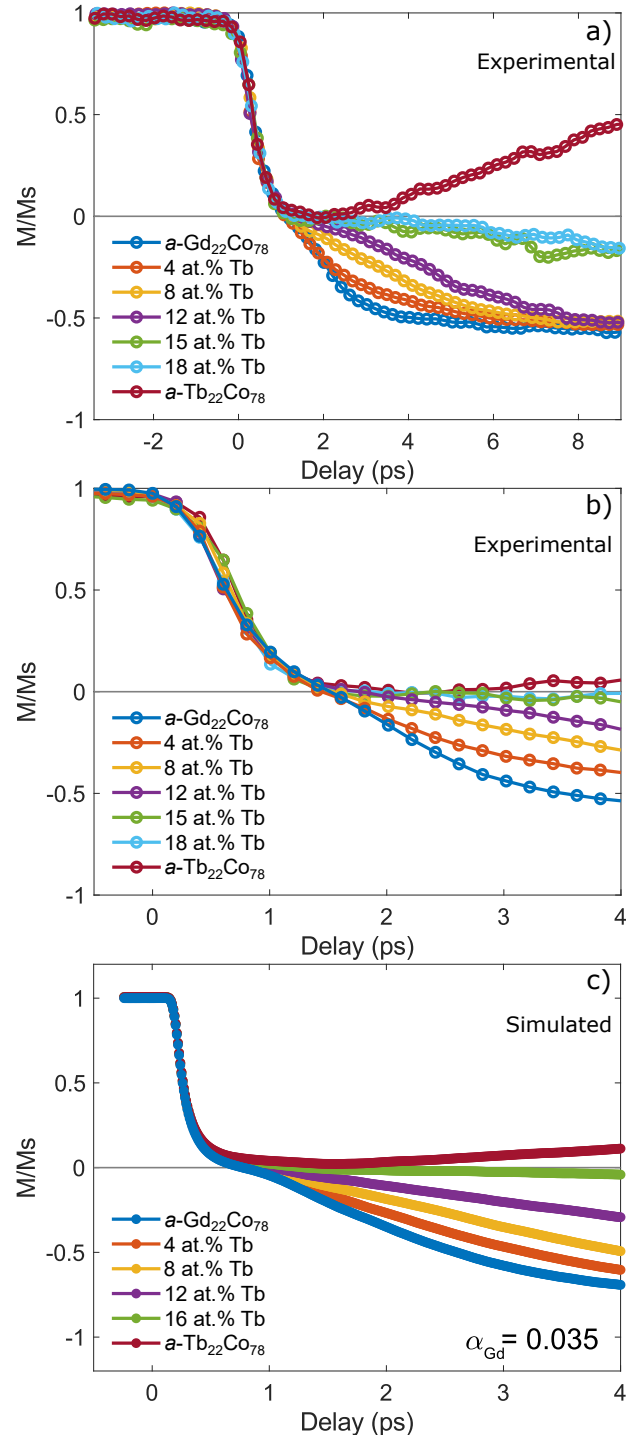 a)
Experimental
M/Ms
1
0.5
0
-0.5
-1
a-Gd₂₂Co₇₈
4 at.% Tb
8 at.% Tb
12 at.% Tb
15 at.% Tb
18 at.% Tb
a-Tb₂₂Co₇₈
-2 0 2 4 6 8
Delay (ps)
b)
Experimental
M/Ms
1
0.5
0
-0.5
-1
a-Gd₂₂Co₇₈
4 at.% Tb
8 at.% Tb
12 at.% Tb
15 at.% Tb
18 at.% Tb
a-Tb₂₂Co₇₈
0 1 2 3 4
Delay (ps)
c)
Simulated
M/Ms
1
0.5
0
-0.5
-1
a-Gd₂₂Co₇₈
4 at.% Tb
8 at.% Tb
12 at.% Tb
16 at.% Tb
a-Tb₂₂Co₇₈
α_Gd = 0.035
0 1 2 3 4
Delay (ps)